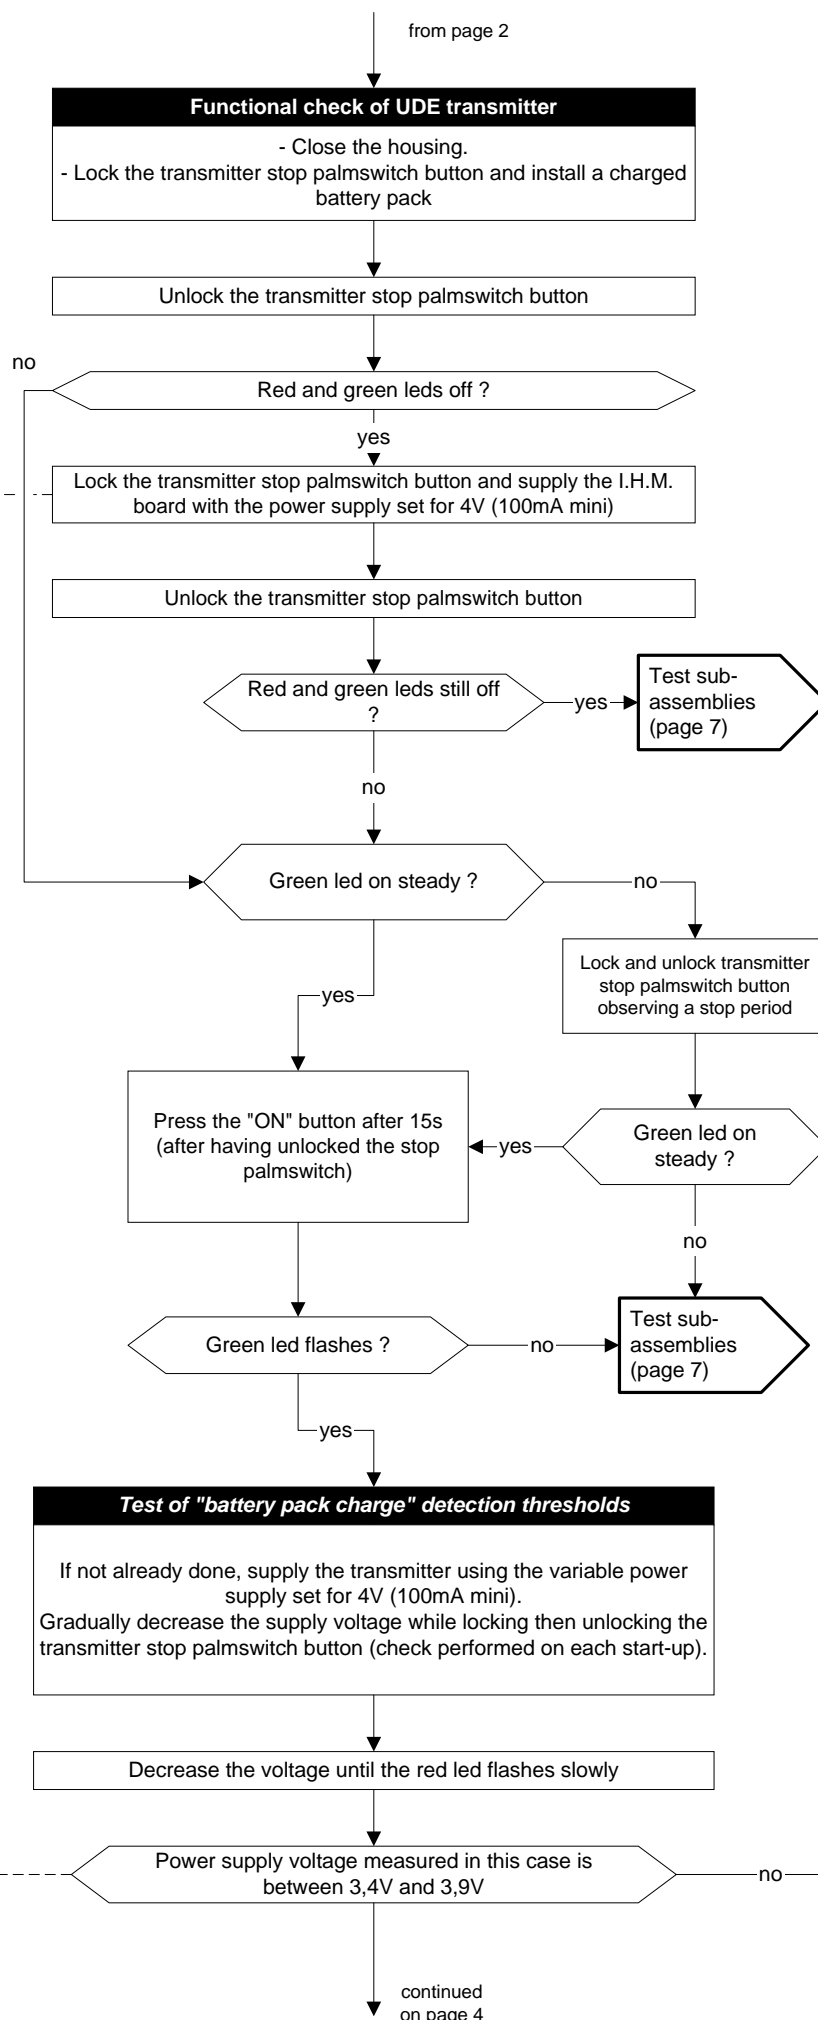 from page 2
Functional check of UDE transmitter
- Close the housing.
- Lock the transmitter stop palmswitch button and install a charged
battery pack
Unlock the transmitter stop palmswitch button
no
Red and green leds off ?
yes
Lock the transmitter stop palmswitch button and supply the I.H.M.
board with the power supply set for 4V (100mA mini)
Unlock the transmitter stop palmswitch button
Red and green leds still off
?
yes
Test sub-
assemblies
(page 7)
no
Green led on steady ?
no
Lock and unlock transmitter
stop palmswitch button
observing a stop period
yes
Press the "ON" button after 15s
(after having unlocked the stop
palmswitch)
yes
Green led on
steady ?
no
Green led flashes ?
no
Test sub-
assemblies
(page 7)
yes
Test of "battery pack charge" detection thresholds
If not already done, supply the transmitter using the variable power
supply set for 4V (100mA mini).
Gradually decrease the supply voltage while locking then unlocking the
transmitter stop palmswitch button (check performed on each start-up).
Decrease the voltage until the red led flashes slowly
Power supply voltage measured in this case is
between 3,4V and 3,9V
no
continued
on page 4